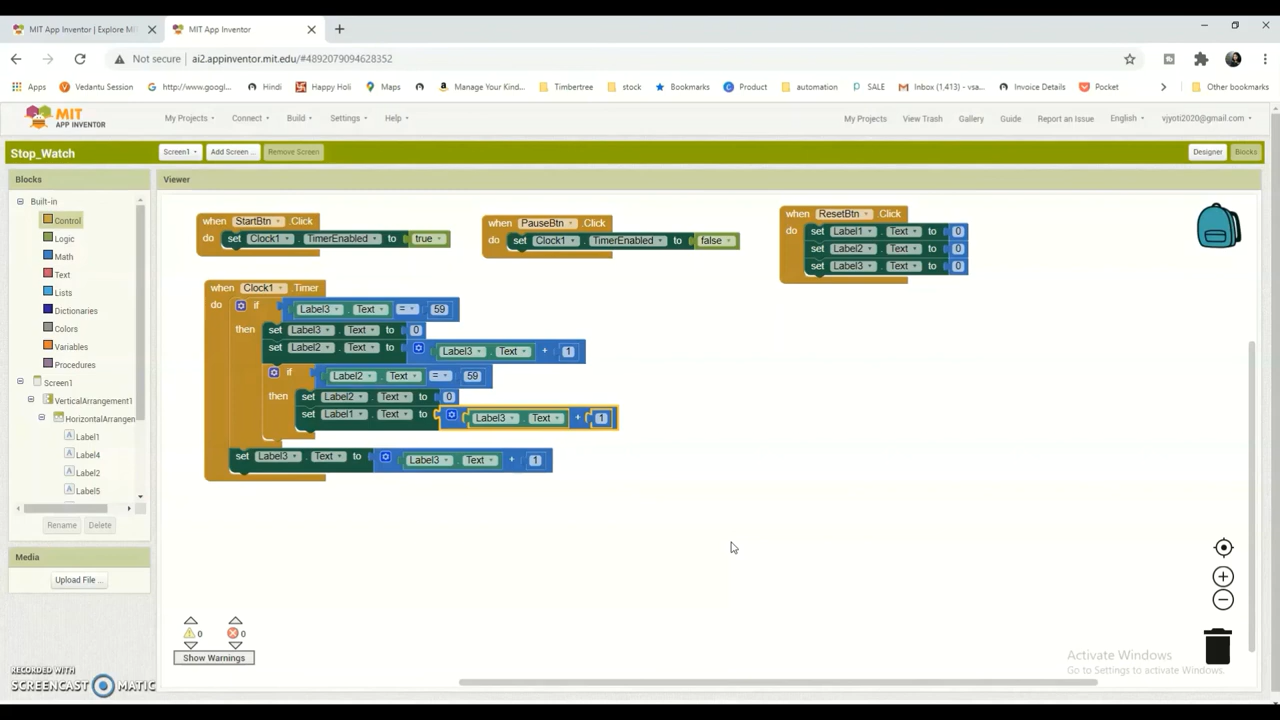 MIT App Inventor | Explore MI
MIT App Inventor
Not secure
ai2.appinventor.mit.edu/#4892079094628352
Apps
Vedantu Session
http://www.googl...
Hindi
Happy Holi
Maps
Manage Your Kind...
Timbertree
stock
Bookmarks
Product
automation
SALE
Inbox (1,413) - vsa...
Invoice Details
Pocket
Other bookmarks
MIT
APP INVENTOR
My Projects
Connect
Build
Settings
Help
My Projects
View Trash
Gallery
Guide
Report an Issue
English
vjyoti2020@gmail.com
Stop_Watch
Screen1
Add Screen ...
Remove Screen
Designer
Blocks
Blocks
Viewer
Built-in
Control
Logic
Math
Text
Lists
Dictionaries
Colors
Variables
Procedures
Screen1
VerticalArrangement1
HorizontalArrangen
Label1
Label4
Label2
Label5
Rename Delete
Media
Upload File ...
when StartBtn .Click
do set Clock1 . TimerEnabled to true
when PauseBtn .Click
do set Clock1 . TimerEnabled to false
when ResetBtn .Click
do set Label1 . Text to 0
set Label2 . Text to 0
set Label3 . Text to 0
when Clock1 .Timer
do if Label3 . Text = 59
then set Label3 . Text to 0
set Label2 . Text to Label3 . Text + 1
if Label2 . Text = 59
then set Label2 . Text to 0
set Label1 . Text to Label3 . Text + 1
set Label3 . Text to Label3 . Text + 1
0 0
Show Warnings
RECORDED WITH
SCREENCAST MATIC
Activate Windows
Go to Settings to activate Windows.